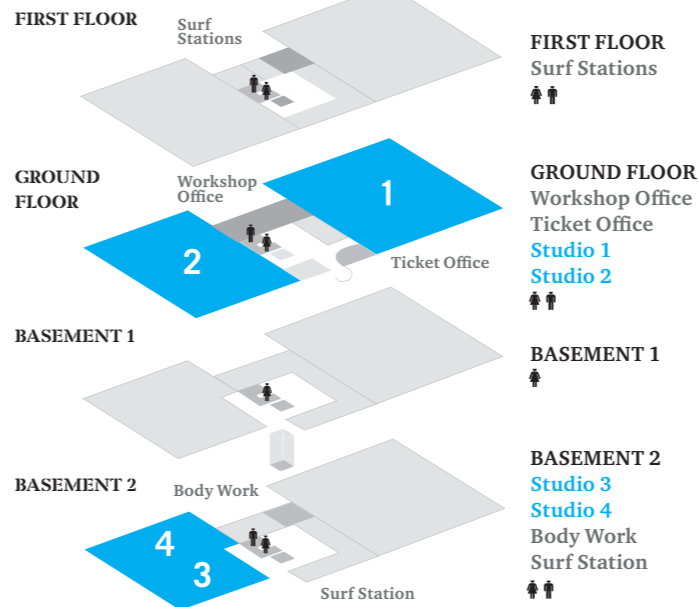 FIRST FLOOR
Surf
Stations
FIRST FLOOR
Surf Stations
GROUND
FLOOR
Workshop
Office
1
2
Ticket Office
GROUND FLOOR
Workshop Office
Ticket Office
Studio 1
Studio 2
BASEMENT 1
BASEMENT 1
BASEMENT 2
Body Work
4
3
Surf Station
BASEMENT 2
Studio 3
Studio 4
Body Work
Surf Station